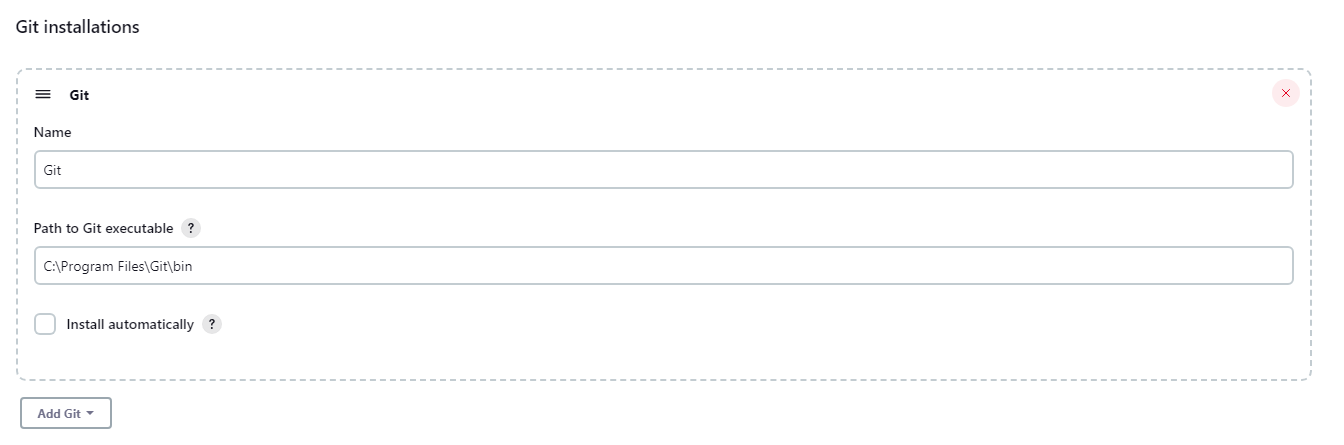 Git installations
Git
Name
Git
Path to Git executable ?
C:\Program Files\Git\bin
Install automatically ?
Add Git